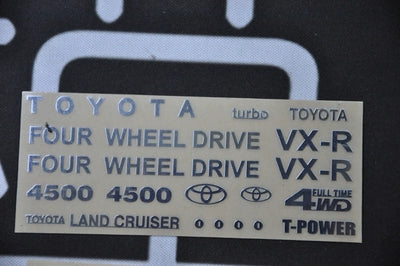 TOYOTA turbo TOYOTA
FOUR WHEEL DRIVE VX-R
FOUR WHEEL DRIVE VX-R
4500 4500 4WD FULL TIME
TOYOTA LAND CRUISER T-POWER